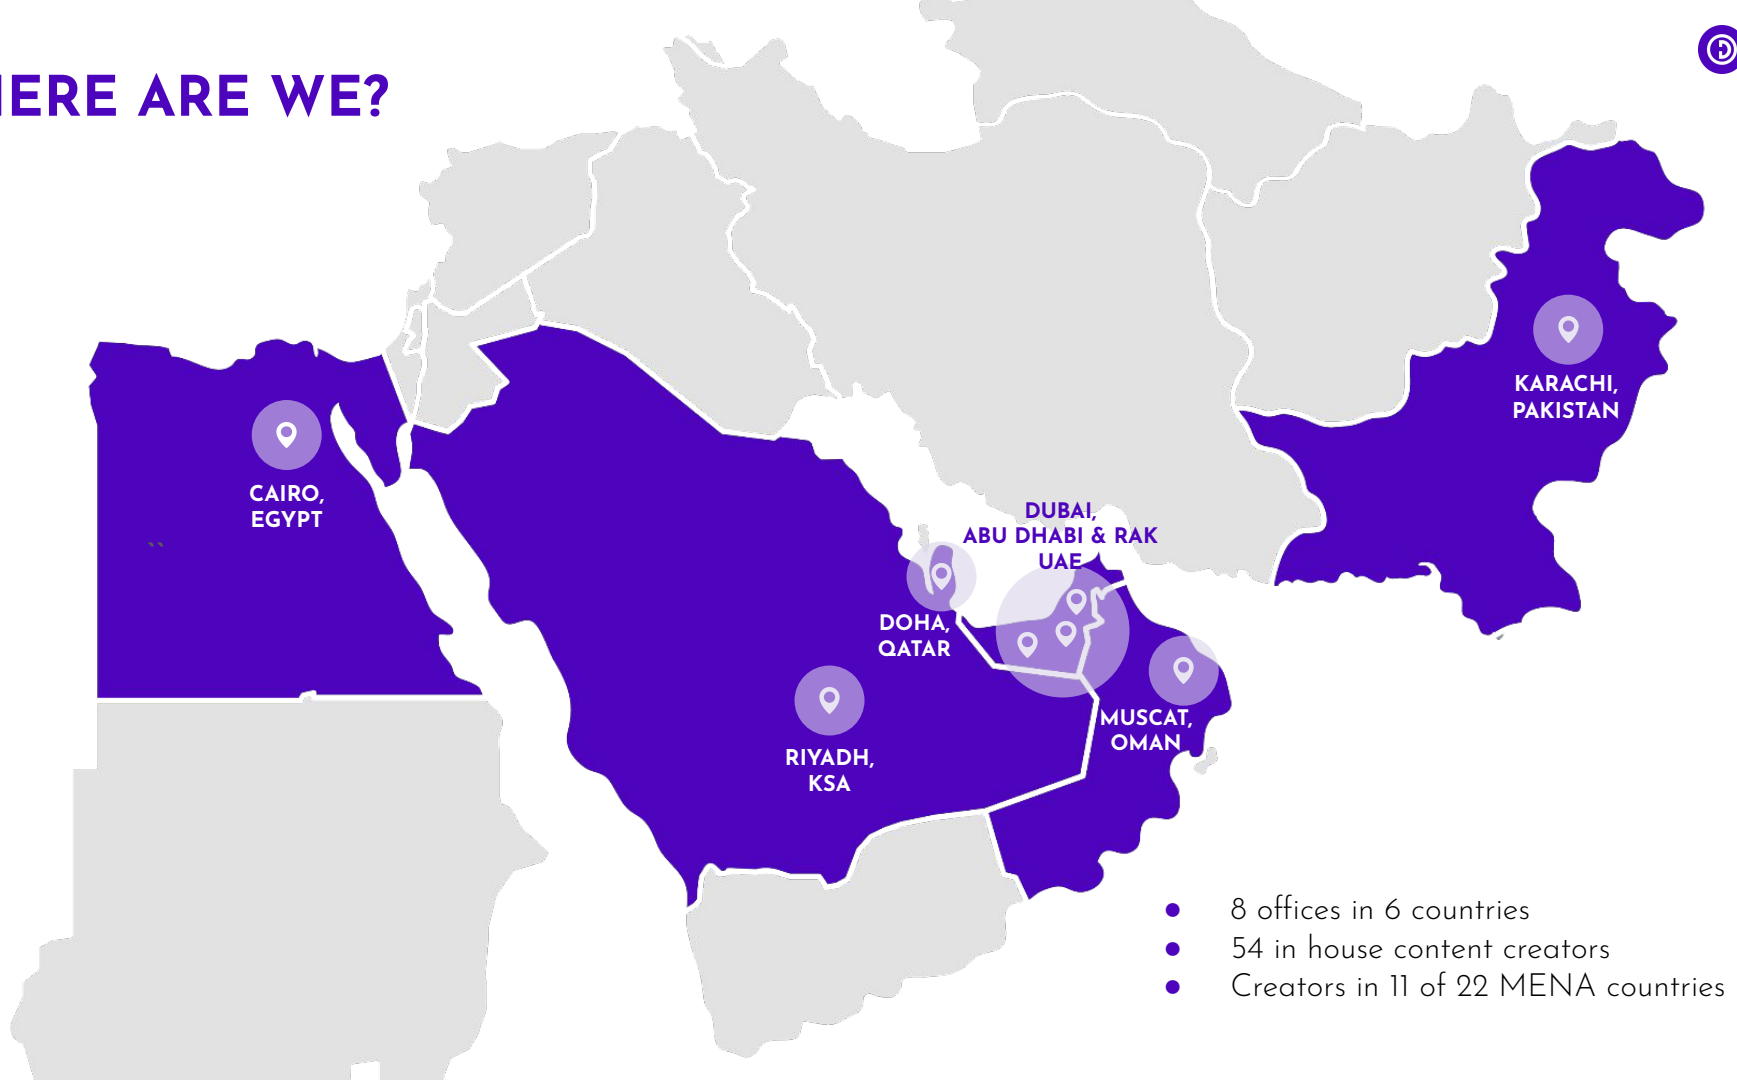 HERE ARE WE?
DUBAI,
ABU DHABI & RAK
UAE
KARACHI,
PAKISTAN
CAIRO,
EGYPT
DOHA,
QATAR
RIYADH,
KSA
MUSCAT,
OMAN
8 offices in 6 countries
54 in house content creators
Creators in 11 of 22 MENA countries